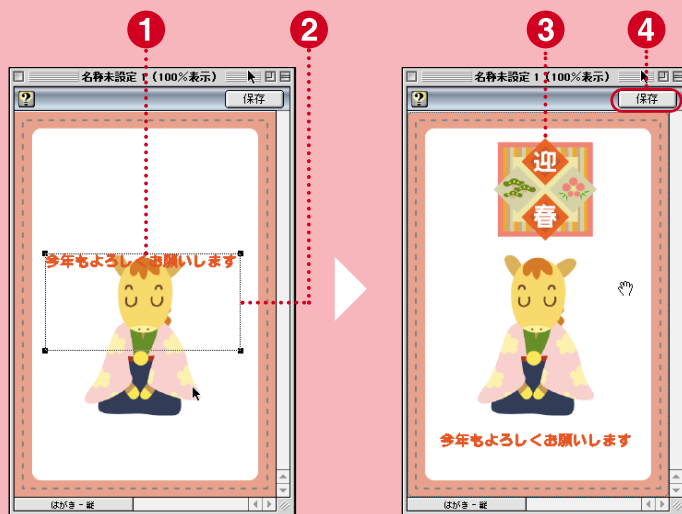 1
2
名称未設定 1（100%表示）
?
保存
今年もよろしくお願いします
はがき - 縦
3
4
名称未設定 1（100%表示）
?
保存
迎
春
今年もよろしくお願いします
はがき - 縦